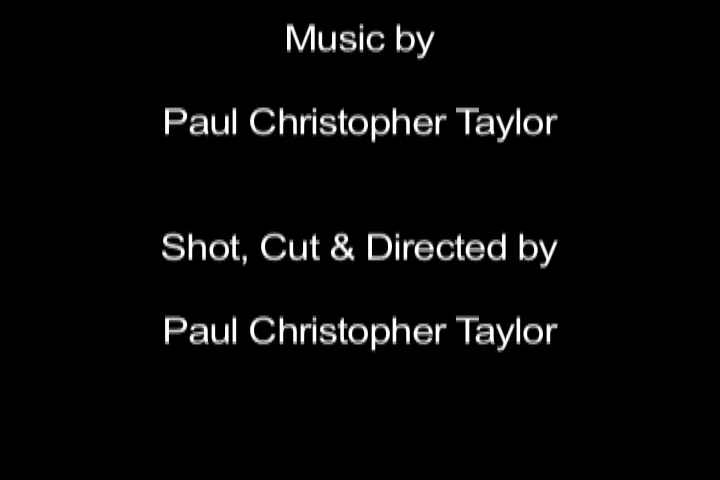 Music by
Paul Christopher Taylor
Shot, Cut & Directed by
Paul Christopher Taylor